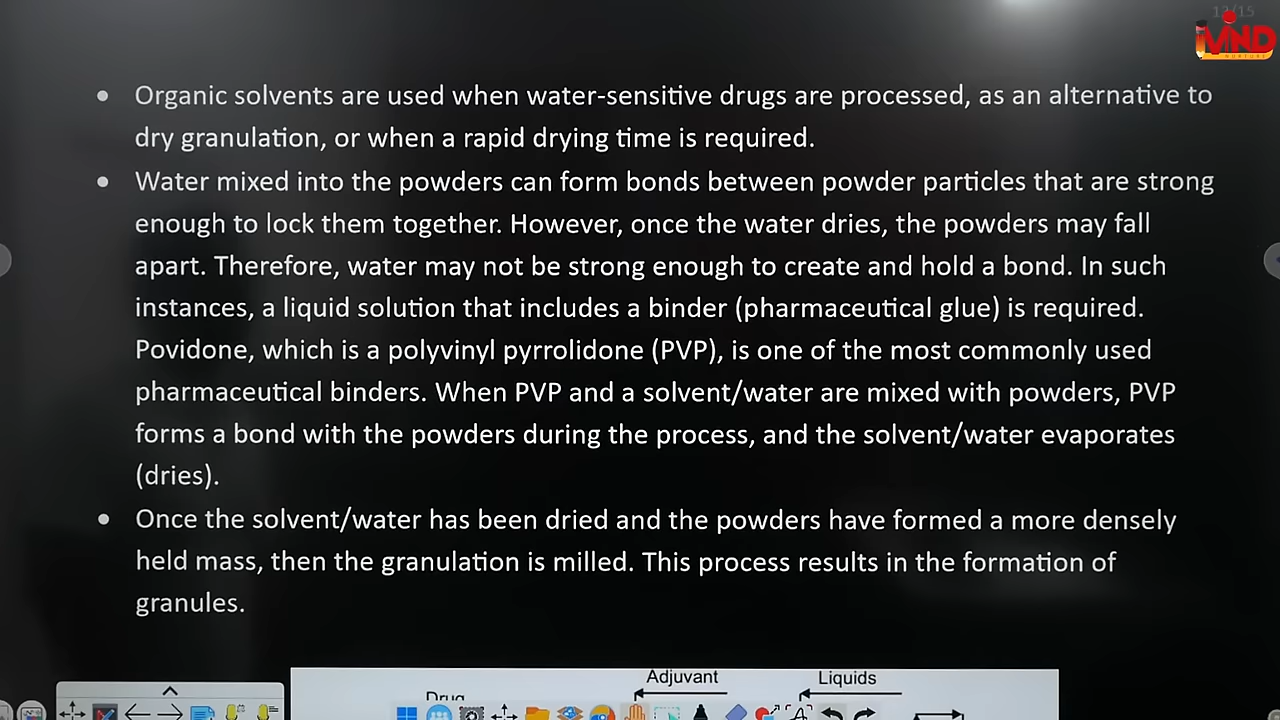 13/15
iMIND
NURTURE
• Organic solvents are used when water-sensitive drugs are processed, as an alternative to
dry granulation, or when a rapid drying time is required.
• Water mixed into the powders can form bonds between powder particles that are strong
enough to lock them together. However, once the water dries, the powders may fall
apart. Therefore, water may not be strong enough to create and hold a bond. In such
instances, a liquid solution that includes a binder (pharmaceutical glue) is required.
Povidone, which is a polyvinyl pyrrolidone (PVP), is one of the most commonly used
pharmaceutical binders. When PVP and a solvent/water are mixed with powders, PVP
forms a bond with the powders during the process, and the solvent/water evaporates
(dries).
• Once the solvent/water has been dried and the powders have formed a more densely
held mass, then the granulation is milled. This process results in the formation of
granules.
Adjuvant Liquids
Drug